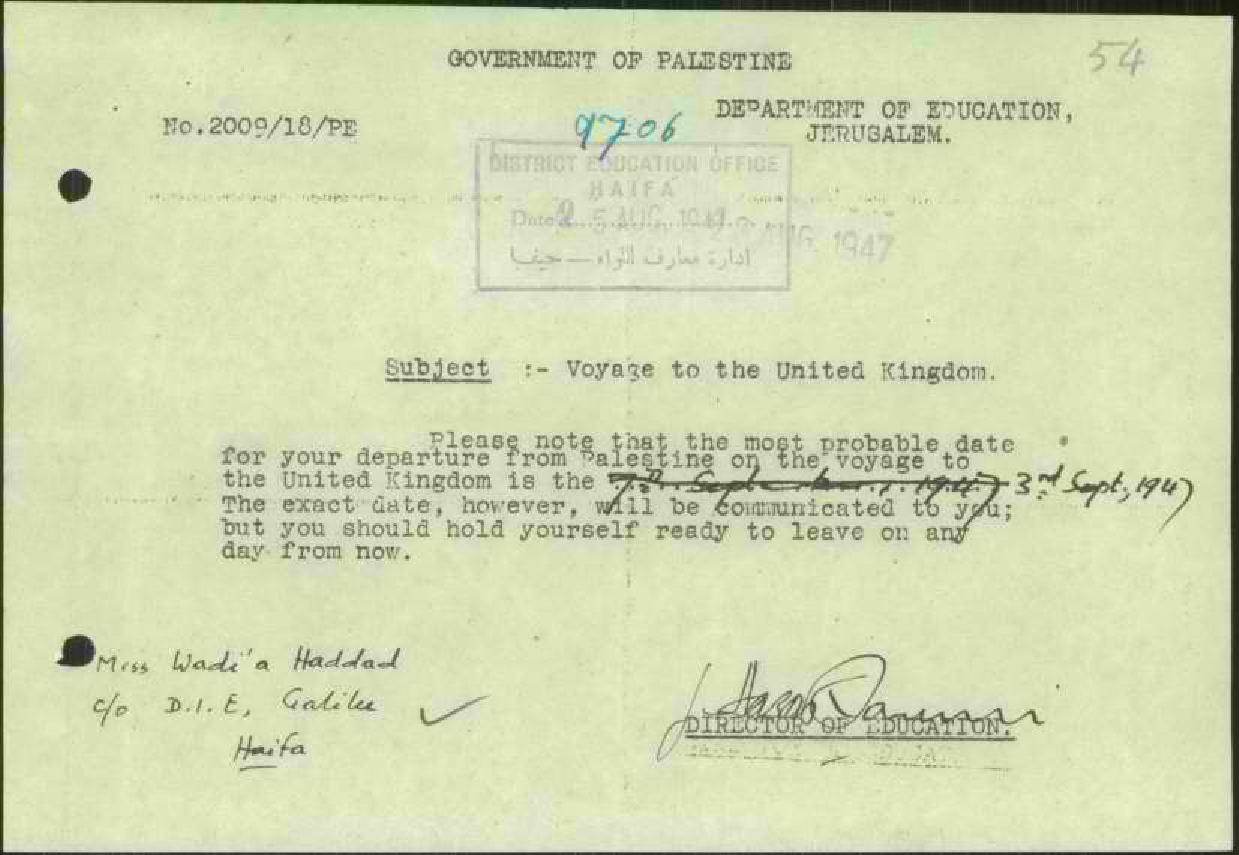 54
GOVERNMENT OF PALESTINE
No.2009/18/PE
9706
DEPARTMENT OF EDUCATION,
JERUSALEM.
DISTRICT EDUCATION OFFICE
HAIFA
Date 25 AUG. 1947
AUG 1947
ادارة معارف اللواء — حيفا
Subject :- Voyage to the United Kingdom.
Please note that the most probable date
for your departure from Palestine on the voyage to
the United Kingdom is the 3rd Sept, 1947
The exact date, however, will be communicated to you;
but you should hold yourself ready to leave on any
day from now.
Miss Wadi'a Haddad
c/o D.I.E, Galilee
Haifa
DIRECTOR OF EDUCATION.